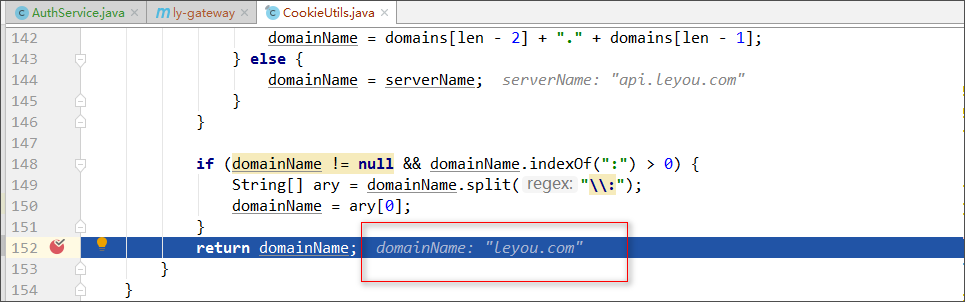 AuthService.java × ly-gateway × CookieUtils.java ×
142 domainName = domains[len - 2] + "." + domains[len - 1];
143 } else {
144 domainName = serverName; serverName: "api.leyou.com"
145 }
146 }
147
148 if (domainName != null && domainName.indexOf(":") > 0) {
149 String[] ary = domainName.split( regex: "\\:");
150 domainName = ary[0];
151 }
152 return domainName; domainName: "leyou.com"
153 }
154 }